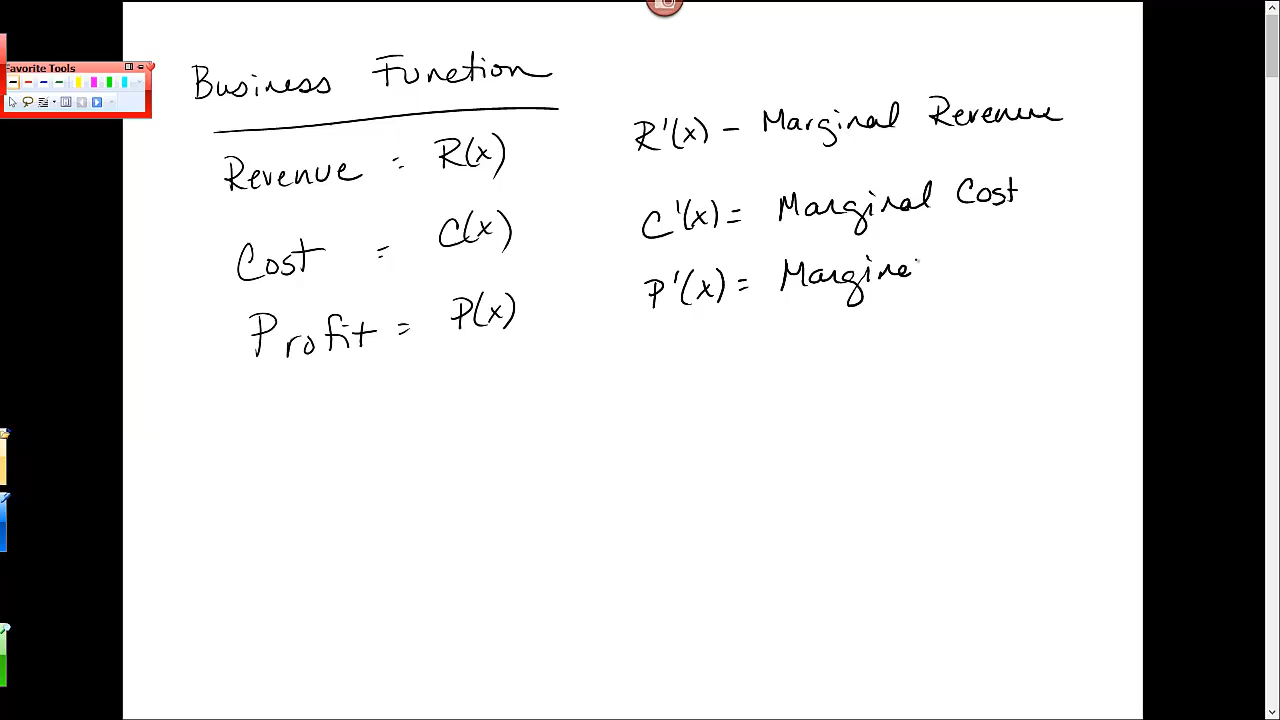 Favorite Tools
Business Function
Revenue = R(x)
Cost = C(x)
Profit = P(x)
R'(x) - Marginal Revenue
C'(x) = Marginal Cost
P'(x) = Margina